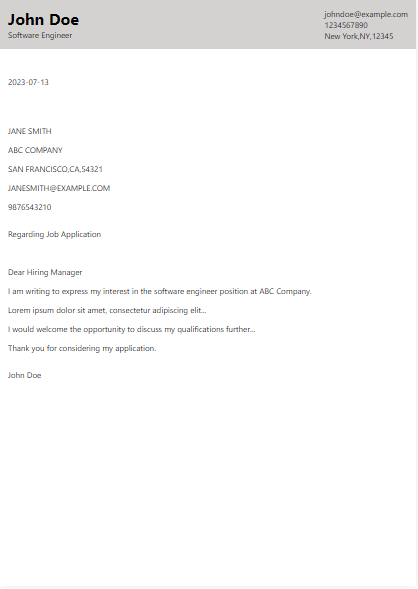 John Doe
Software Engineer
johndoe@example.com
1234567890
New York,NY,12345
2023-07-13
JANE SMITH
ABC COMPANY
SAN FRANCISCO,CA,54321
JANESMITH@EXAMPLE.COM
9876543210
Regarding Job Application
Dear Hiring Manager
I am writing to express my interest in the software engineer position at ABC Company.
Lorem ipsum dolor sit amet, consectetur adipiscing elit...
I would welcome the opportunity to discuss my qualifications further...
Thank you for considering my application.
John Doe